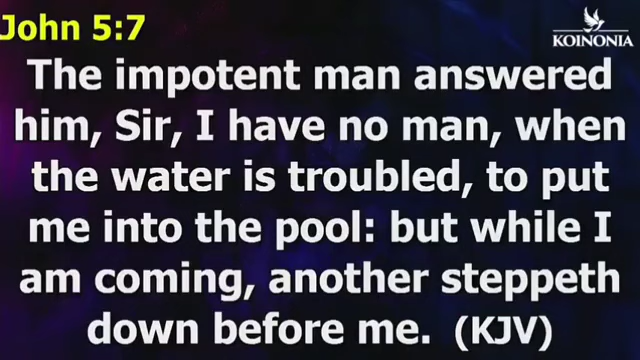 John 5:7
KOINONIA
The impotent man answered
him, Sir, I have no man, when
the water is troubled, to put
me into the pool: but while I
am coming, another steppeth
down before me. (KJV)